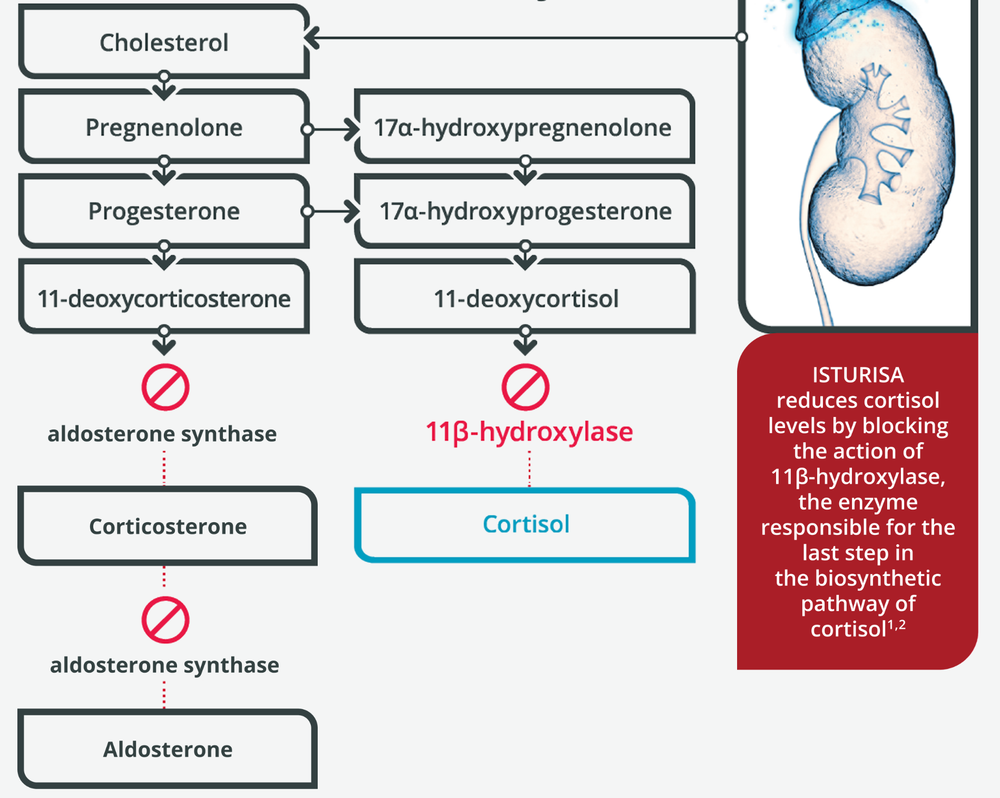 Cholesterol
Pregnenolone
17α-hydroxypregnenolone
Progesterone
17α-hydroxyprogesterone
11-deoxycorticosterone
11-deoxycortisol
aldosterone synthase
11β-hydroxylase
Corticosterone
Cortisol
aldosterone synthase
Aldosterone
ISTURISA
reduces cortisol
levels by blocking
the action of
11β-hydroxylase,
the enzyme
responsible for the
last step in
the biosynthetic
pathway of
cortisol¹,²